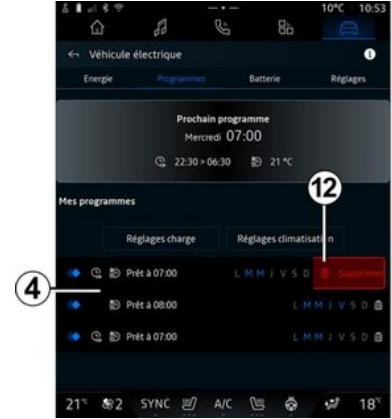 10°C 10:53
Véhicule électrique
Energie Programmes Batterie Réglages
Prochain programme
Mercredi 07:00
22:30 > 06:30 21 °C
12
Mes programmes
Réglages charge Réglages climatisation
Prêt à 07:00 L M M J V S D Supprimer
4
Prêt à 08:00 L M M J V S D
Prêt à 07:00 L M M J V S D
21° 2 SYNC A/C 18°